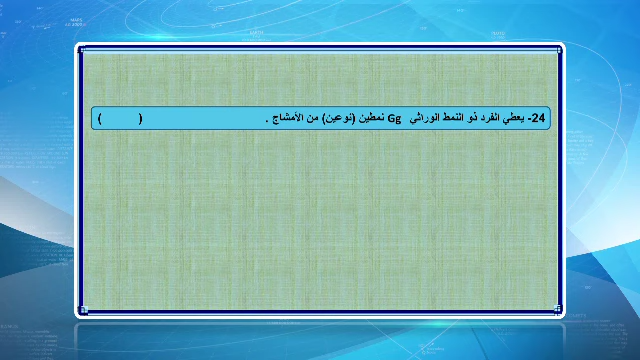 24- يعطي الفرد ذو النمط الوراثي Gg نمطين (نوعين) من الأمشاج . ( )